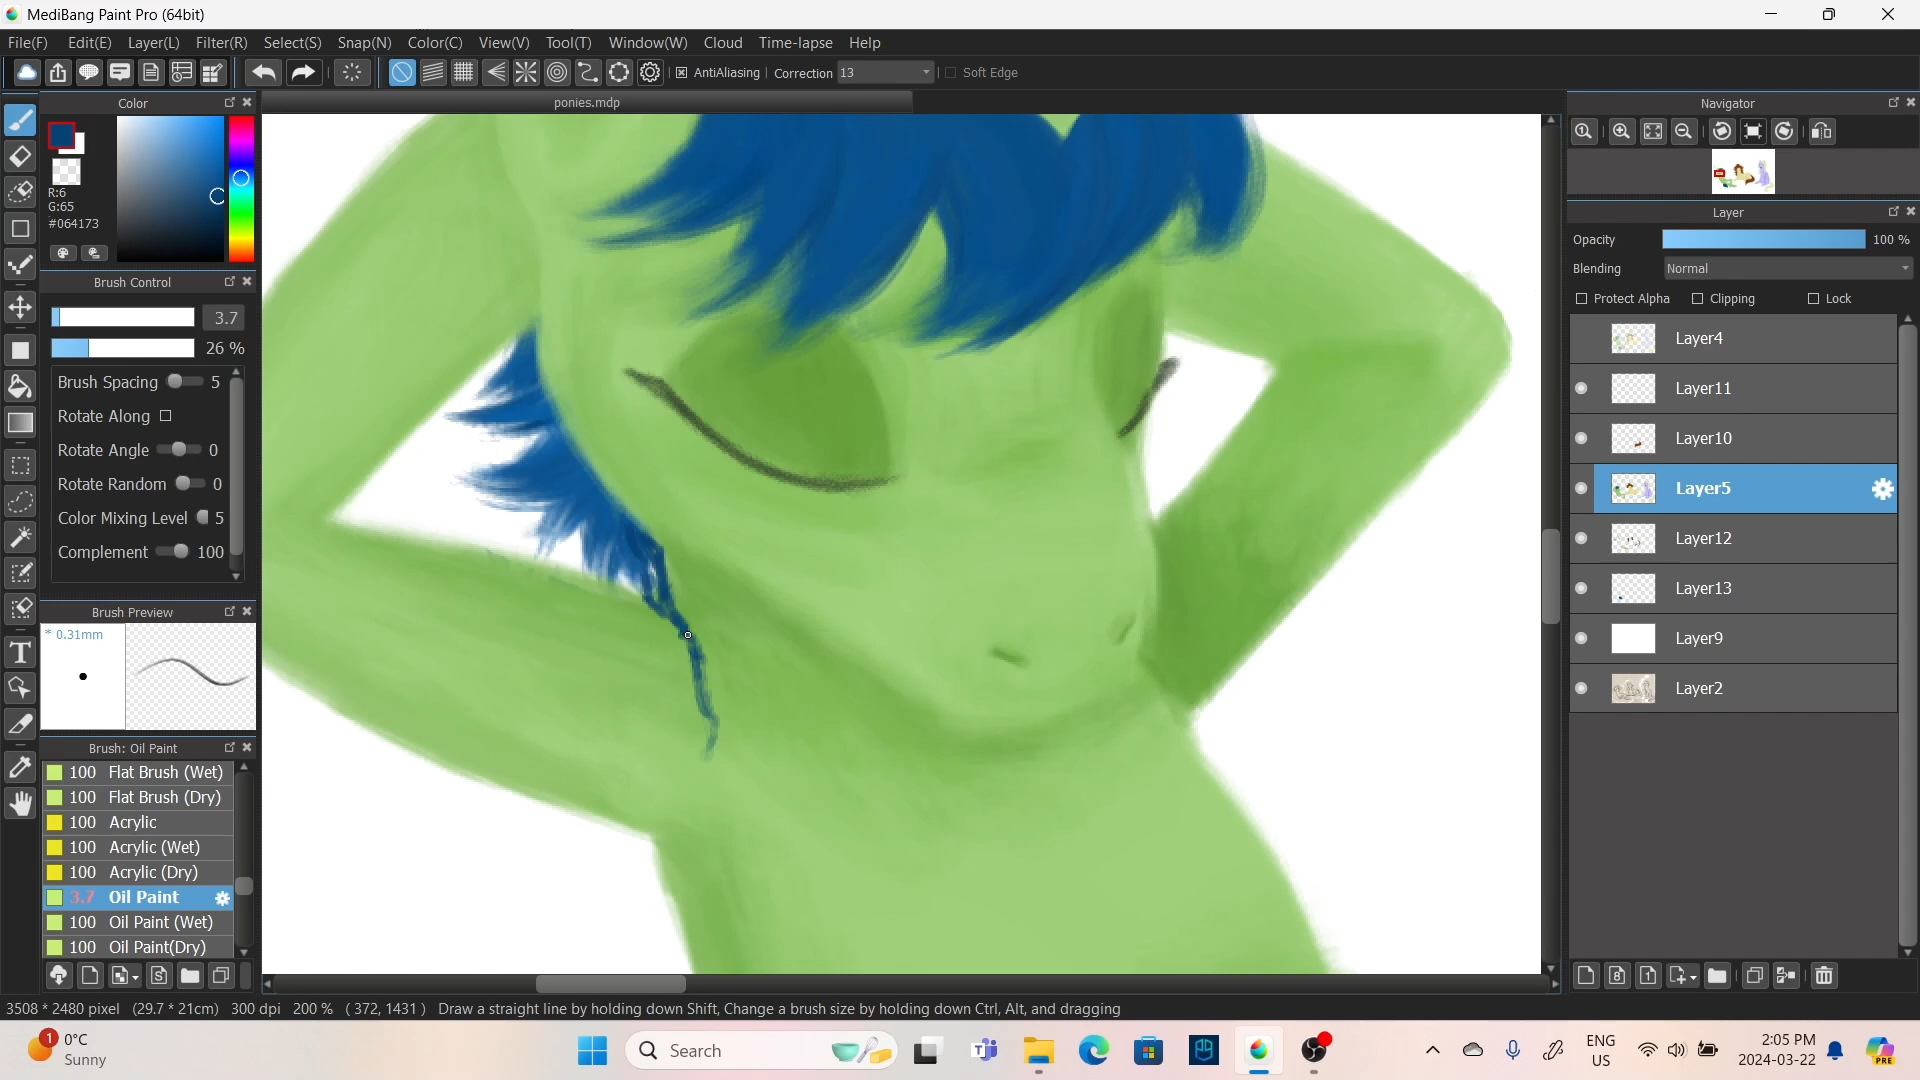 MediBang Paint Pro (64bit)
File(F) Edit(E) Layer(L) Filter(R) Select(S) Snap(N) Color(C) View(V) Tool(T) Window(W) Cloud Time-lapse Help
AntiAliasing Correction 13 Soft Edge
Color
ponies.mdp
Navigator
R:6
G:65
#064173
Layer
Opacity 100 %
Blending Normal
Protect Alpha Clipping Lock
Brush Control
3.7
26 %
Brush Spacing 5
Rotate Along
Rotate Angle 0
Rotate Random 0
Color Mixing Level 5
Complement 100
Layer4
Layer11
Layer10
Layer5
Layer12
Layer13
Layer9
Layer2
Brush Preview
* 0.31mm
Brush: Oil Paint
100 Flat Brush (Wet)
100 Flat Brush (Dry)
100 Acrylic
100 Acrylic (Wet)
100 Acrylic (Dry)
3.7 Oil Paint
100 Oil Paint (Wet)
100 Oil Paint(Dry)
3508 * 2480 pixel (29.7 * 21cm) 300 dpi 200 % ( 372, 1431 ) Draw a straight line by holding down Shift, Change a brush size by holding down Ctrl, Alt, and dragging
1
0°C
Sunny
Search
ENG
US
2:05 PM
2024-03-22
PRE